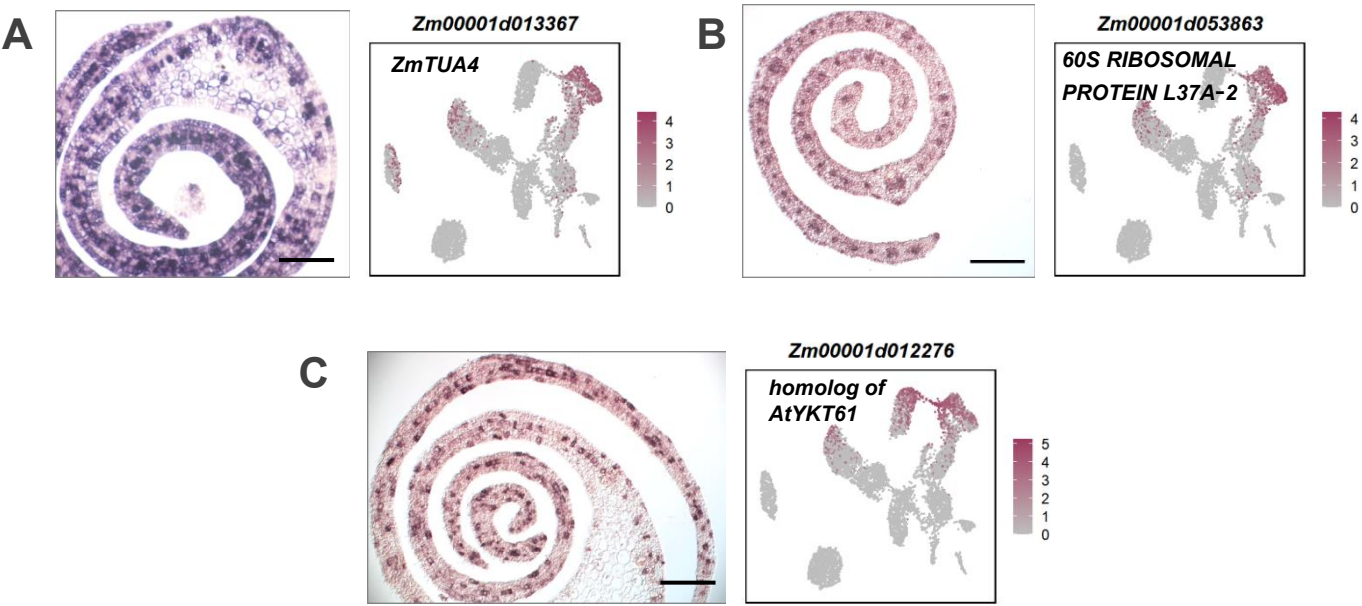 A
Zm00001d013367
ZmTUA4
4
3
2
1
0
B
Zm00001d053863
60S RIBOSOMAL
PROTEIN L37A-2
4
3
2
1
0
C
Zm00001d012276
homolog of
AtYKT61
5
4
3
2
1
0